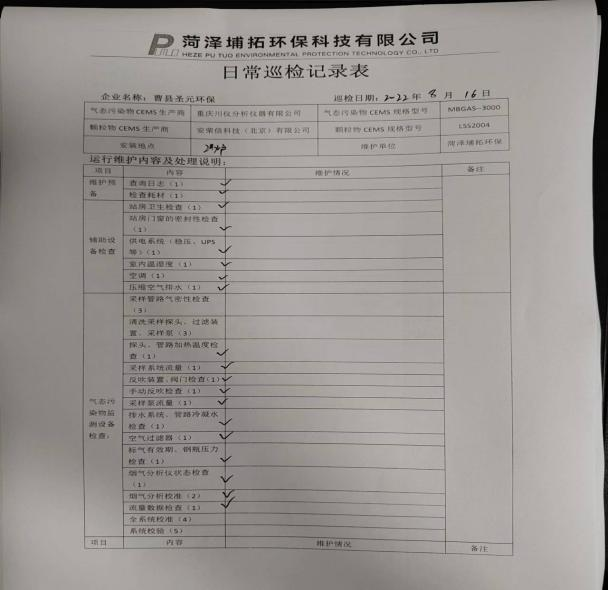 菏泽埔拓环保科技有限公司
PUTUO HEZE PU TUO ENVIRONMENTAL PROTECTION TECHNOLOGY CO., LTD
日常巡检记录表
企业名称：曹县圣元环保 巡检日期：2022年8月16日
气态污染物 CEMS 生产商 重庆川仪分析仪器有限公司 气态污染物 CEMS 规格型号 MBGAS-3000
颗粒物 CEMS 生产商 安荣信科技（北京）有限公司 颗粒物 CEMS 规格型号 LSS2004
安装地点 维护单位 菏泽埔拓环保
运行维护内容及处理说明：
项目 内容 维护情况 备注
维护预备
查询日志（1） ✓
检查耗材（1） ✓
辅助设备检查
站房卫生检查（1） ✓
站房门窗的密封性检查
（1） ✓
供电系统（稳压、UPS
等）（1） ✓
室内温湿度（1） ✓
空调（1） ✓
压缩空气排水（1） ✓
气态污染物监测设备检查：
采样管路气密性检查
（3）
清洗采样探头、过滤装
置、采样泵（3）
探头、管路加热温度检
查（1） ✓
采样系统流量（1） ✓
反吹装置、阀门检查（1） ✓
手动反吹检查（1） ✓
采样泵流量（1） ✓
排水系统、管路冷凝水
检查（1） ✓
空气过滤器（1） ✓
标气有效期、钢瓶压力
检查（1） ✓
烟气分析仪状态检查
（1） ✓
烟气分析校准（2） ✓
流量数据检查（1） ✓
全系统校准（4）
系统校验（5）
项目 内容 维护情况 备注